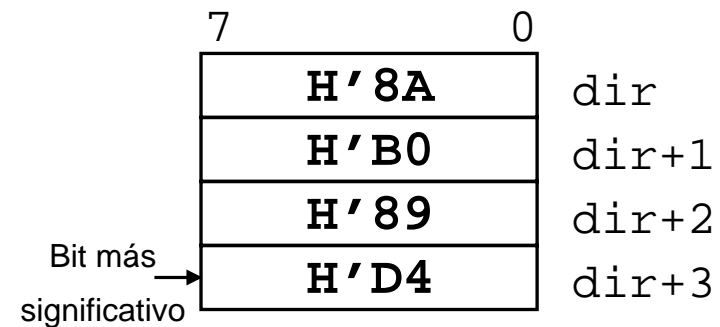 7 0
H'8A dir
H'B0 dir+1
H'89 dir+2
Bit más
significativo
H'D4 dir+3